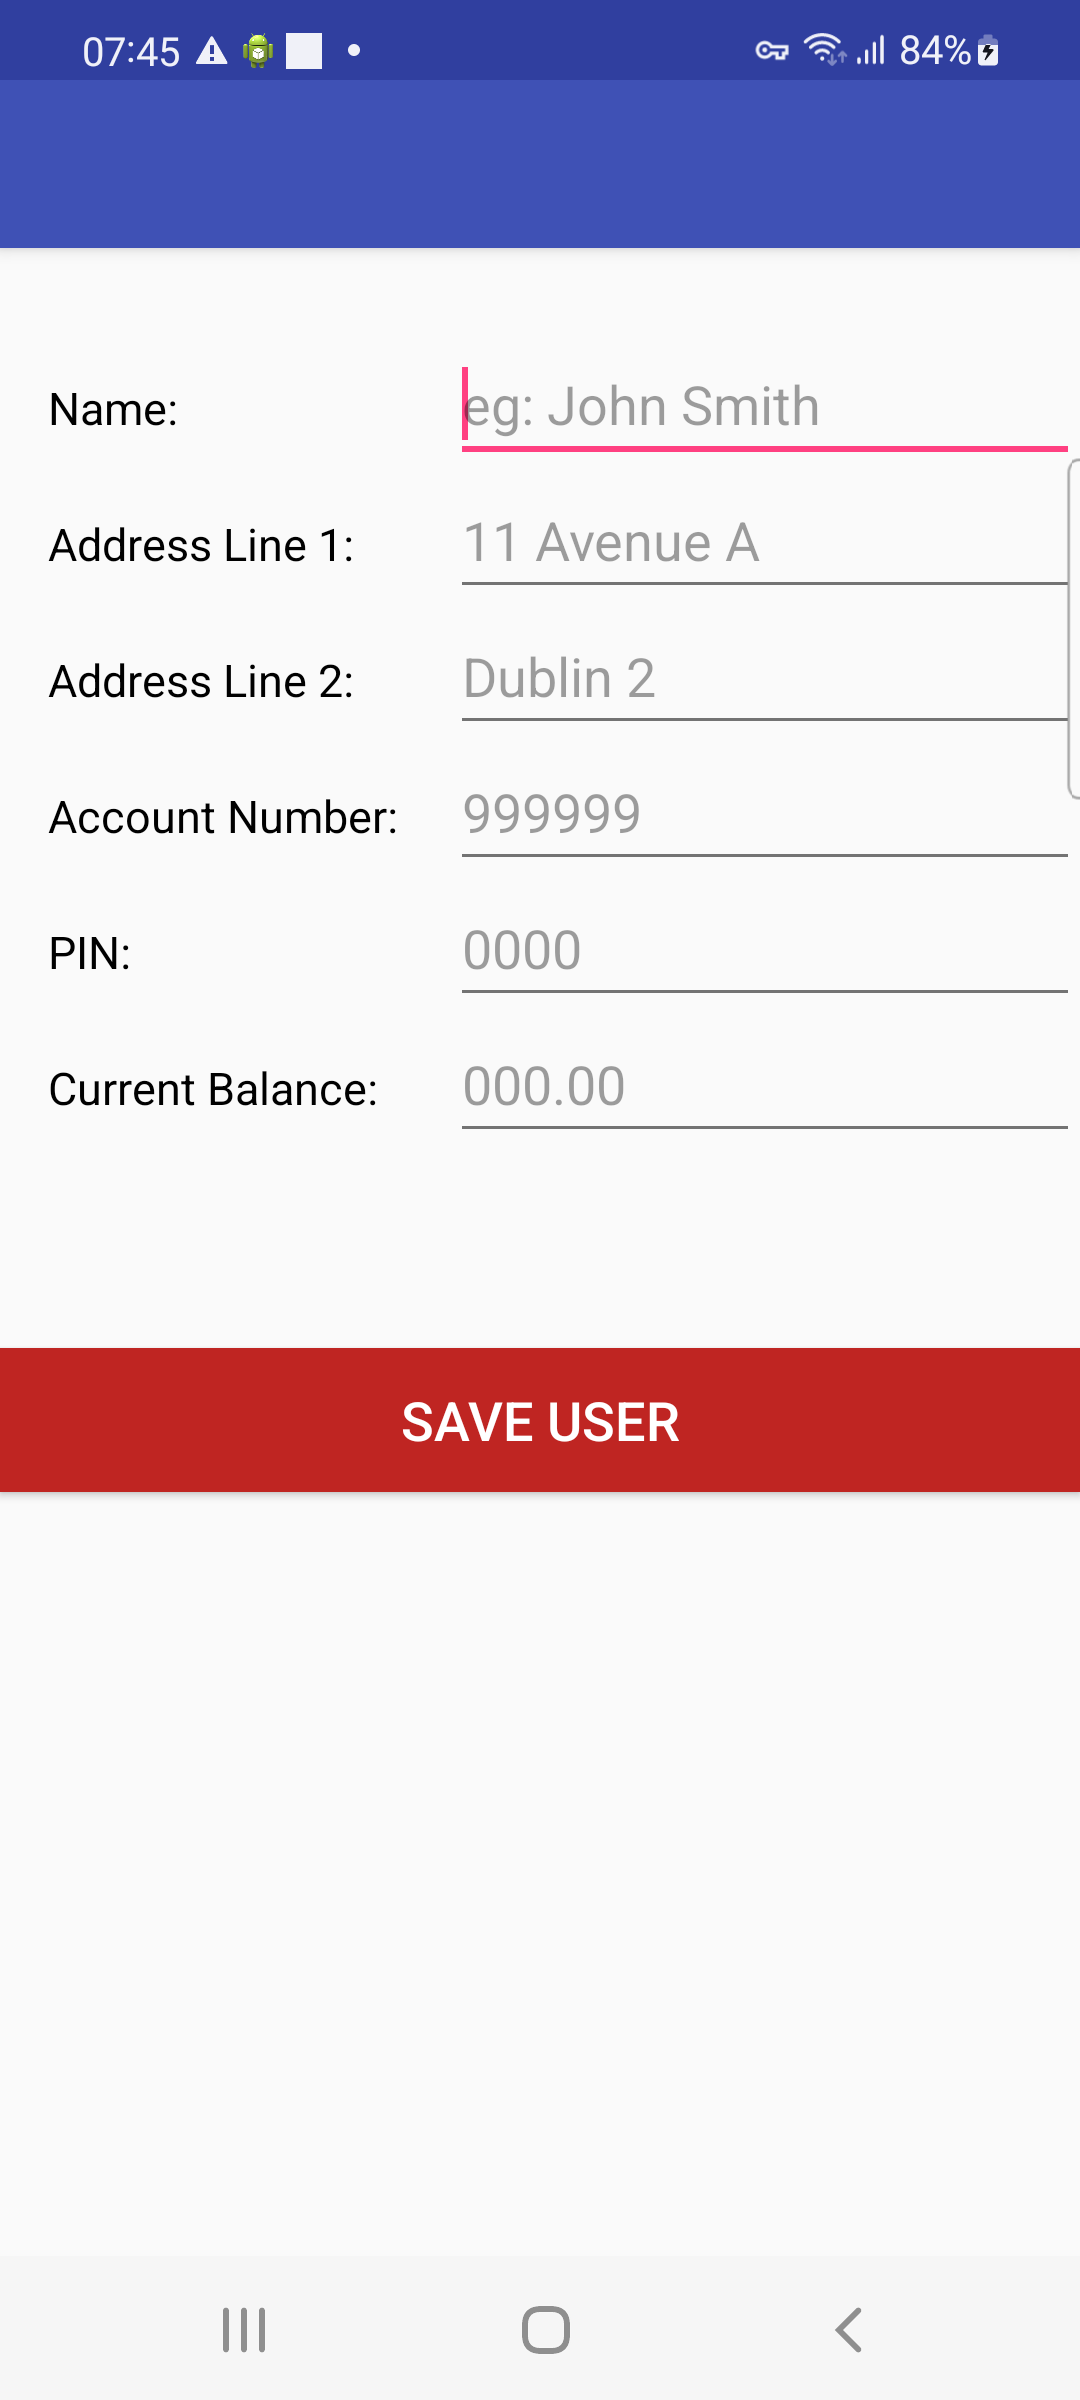 07:45 84%
Name: eg: John Smith
Address Line 1: 11 Avenue A
Address Line 2: Dublin 2
Account Number: 999999
PIN: 0000
Current Balance: 000.00
SAVE USER